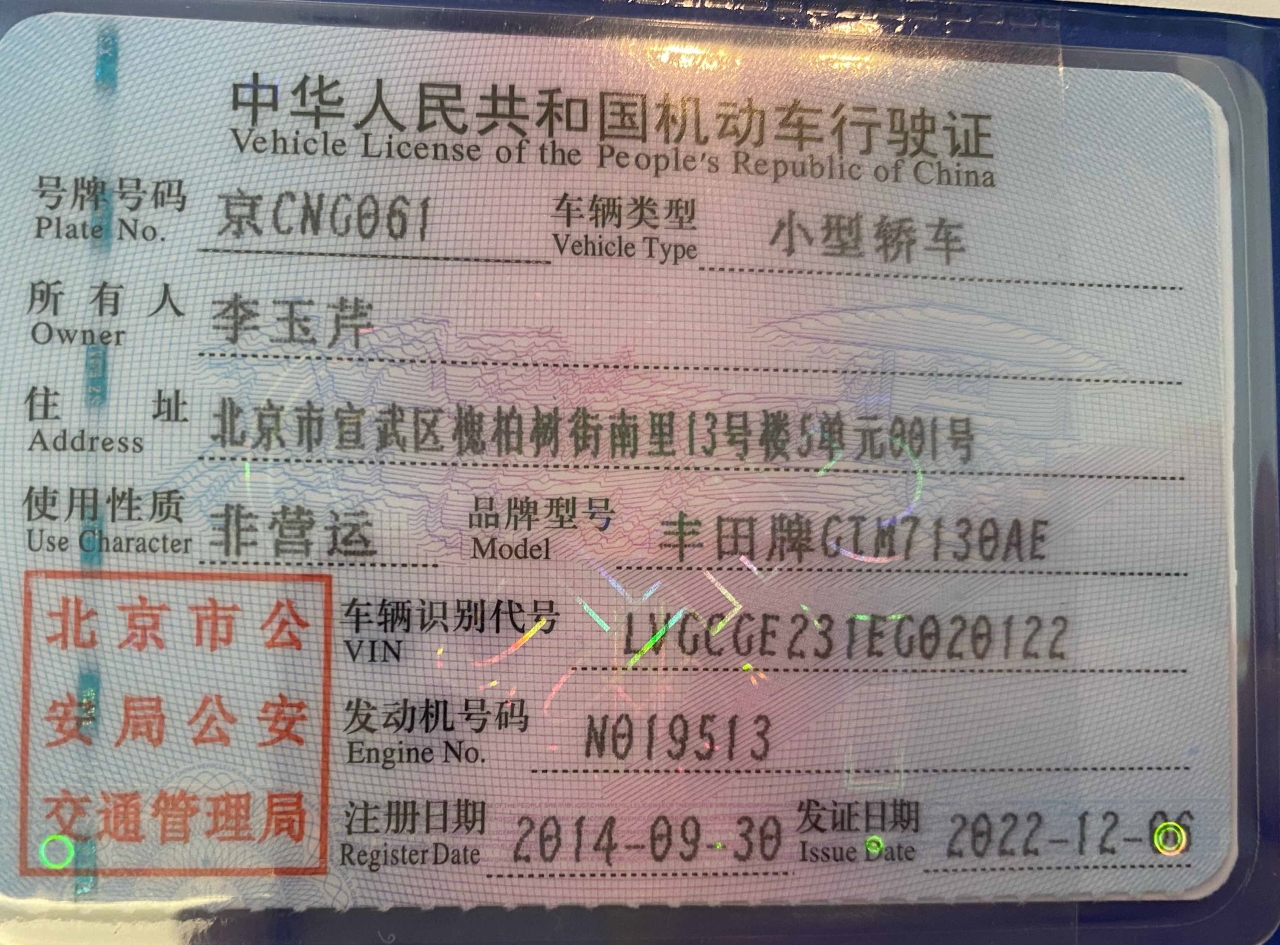 中华人民共和国机动车行驶证
Vehicle License of the People's Republic of China
号牌号码 京CNG061 车辆类型 小型轿车
Plate No. Vehicle Type
所有人 李玉芹
Owner
住址 北京市宣武区槐柏树街南里13号楼5单元001号
Address
使用性质 非营运 品牌型号 丰田牌GTM7130AE
Use Character Model
北京市公
安局公安
交通管理局
车辆识别代号 LVGCGE231EG020122
VIN
发动机号码 N019513
Engine No.
注册日期 2014-09-30 发证日期 2022-12-06
Register Date Issue Date